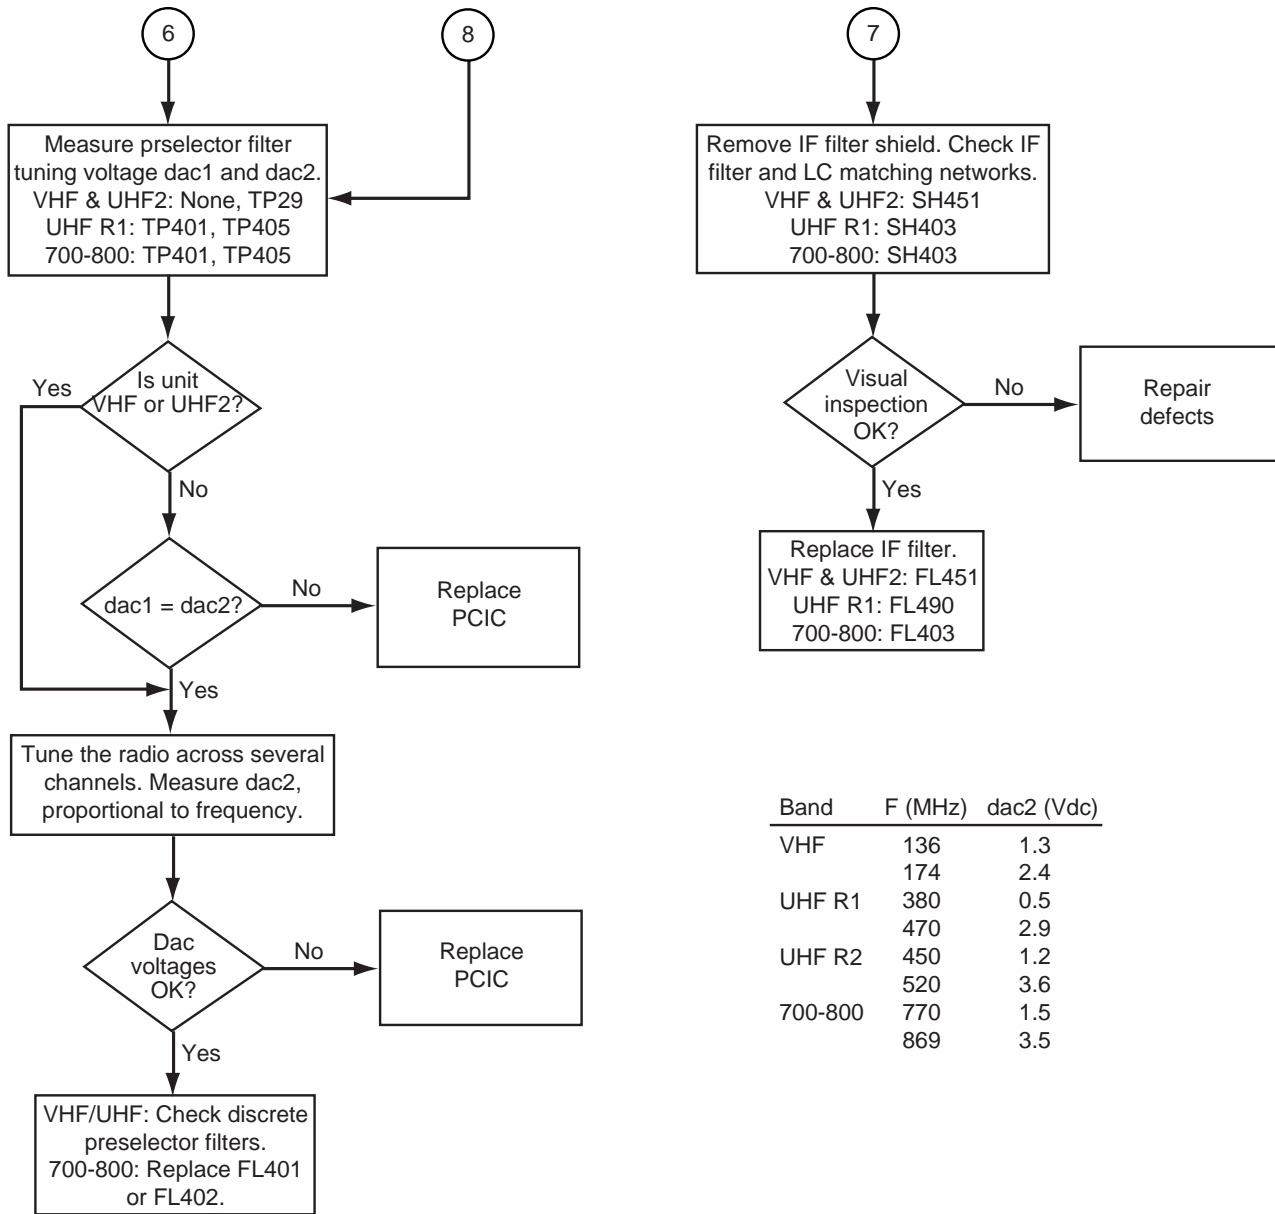 6
8
Measure prselector filter
tuning voltage dac1 and dac2.
VHF & UHF2: None, TP29
UHF R1: TP401, TP405
700-800: TP401, TP405
Is unit
VHF or UHF2?
Yes
No
dac1 = dac2?
No
Replace
PCIC
Yes
Tune the radio across several
channels. Measure dac2,
proportional to frequency.
Dac
voltages
OK?
No
Replace
PCIC
Yes
VHF/UHF: Check discrete
preselector filters.
700-800: Replace FL401
or FL402.
7
Remove IF filter shield. Check IF
filter and LC matching networks.
VHF & UHF2: SH451
UHF R1: SH403
700-800: SH403
Visual
inspection
OK?
No
Repair
defects
Yes
Replace IF filter.
VHF & UHF2: FL451
UHF R1: FL490
700-800: FL403
Band F (MHz) dac2 (Vdc)
VHF 136 1.3
174 2.4
UHF R1 380 0.5
470 2.9
UHF R2 450 1.2
520 3.6
700-800 770 1.5
869 3.5